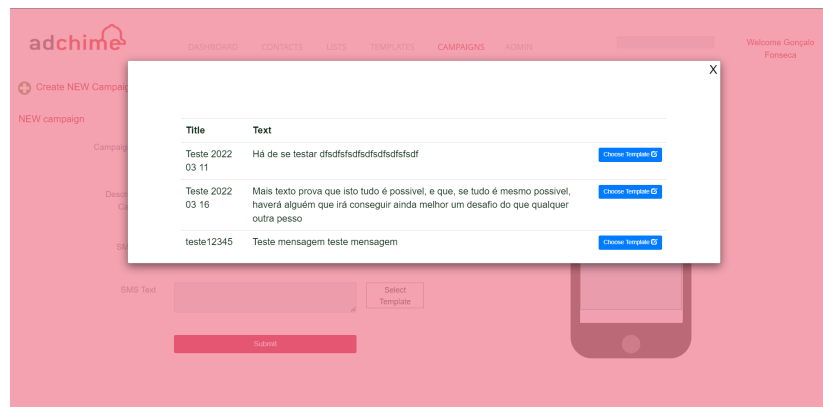 adchime
DASHBOARD CONTACTS LISTS TEMPLATES CAMPAIGNS ADMIN
Welcome Gonçalo
Fonseca
Create NEW
X
NEW campaign
Title Text
Teste 2022 Há de se testar dfsdfsfsdfsdfsdfsdfsfsdf Choose Template
03 11
Teste 2022 Mais texto prova que isto tudo é possivel, e que, se tudo é mesmo possivel, Choose Template
03 16 haverá alguém que irá conseguir ainda melhor um desafio do que qualquer
outra pesso
teste12345 Teste mensagem teste mensagem Choose Template
SMS Text Select
Template
Submit